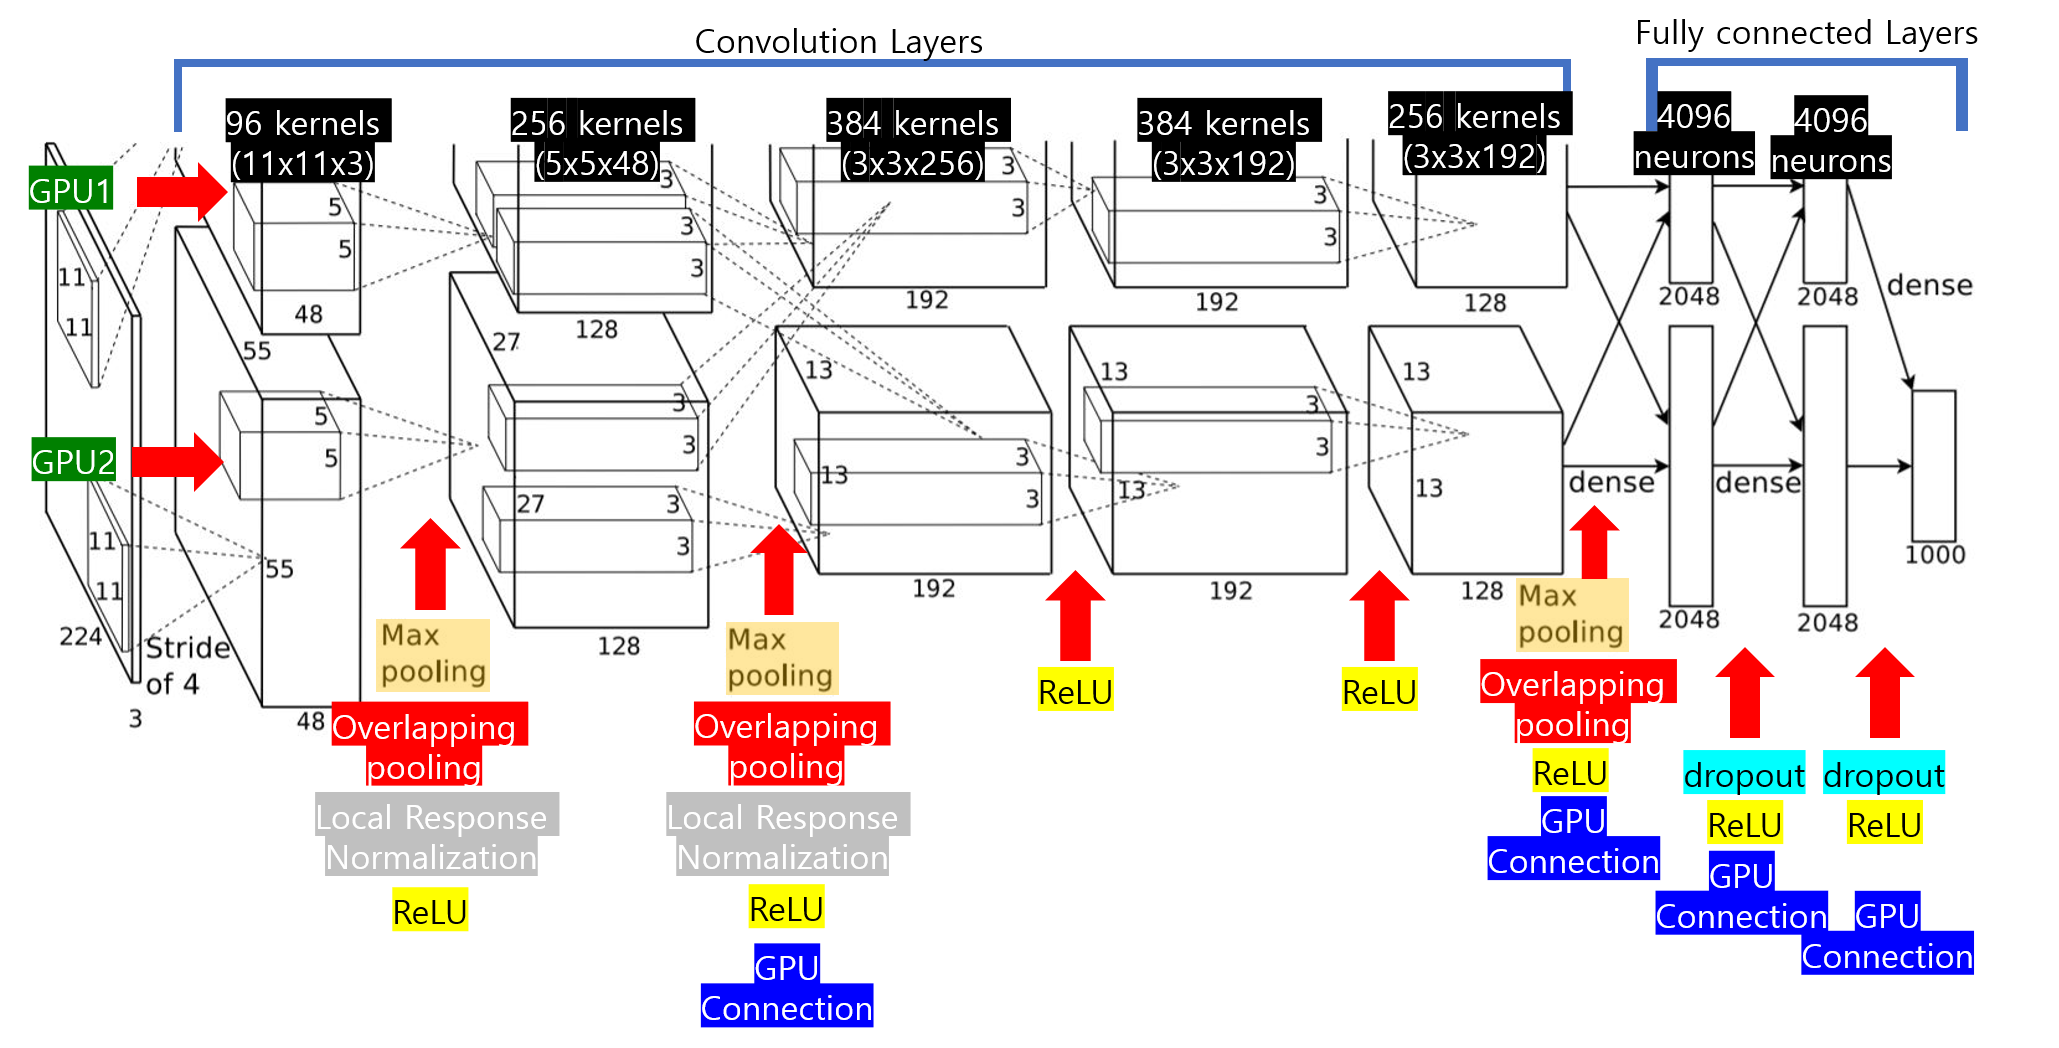 Convolution Layers
Fully connected Layers
96 kernels
(11x11x3)
256 kernels
(5x5x48)
384 kernels
(3x3x256)
384 kernels
(3x3x192)
256 kernels
(3x3x192)
4096
neurons
4096
neurons
GPU1
11
11
5
5
48
55
3
3
3
27
128
3
3
192
3
3
192
128
2048
2048
dense
GPU2
11
11
224
3
Stride
of 4
5
5
55
48
3
3
27
3
3
128
13
3
13
3
192
13
3
3
13
192
13
13
128
dense
dense
2048
2048
1000
Max
pooling
Overlapping
pooling
Local Response
Normalization
ReLU
Max
pooling
Overlapping
pooling
Local Response
Normalization
ReLU
GPU
Connection
ReLU
ReLU
Max
pooling
Overlapping
pooling
ReLU
GPU
Connection
dropout
ReLU
GPU
Connection
dropout
ReLU
GPU
Connection